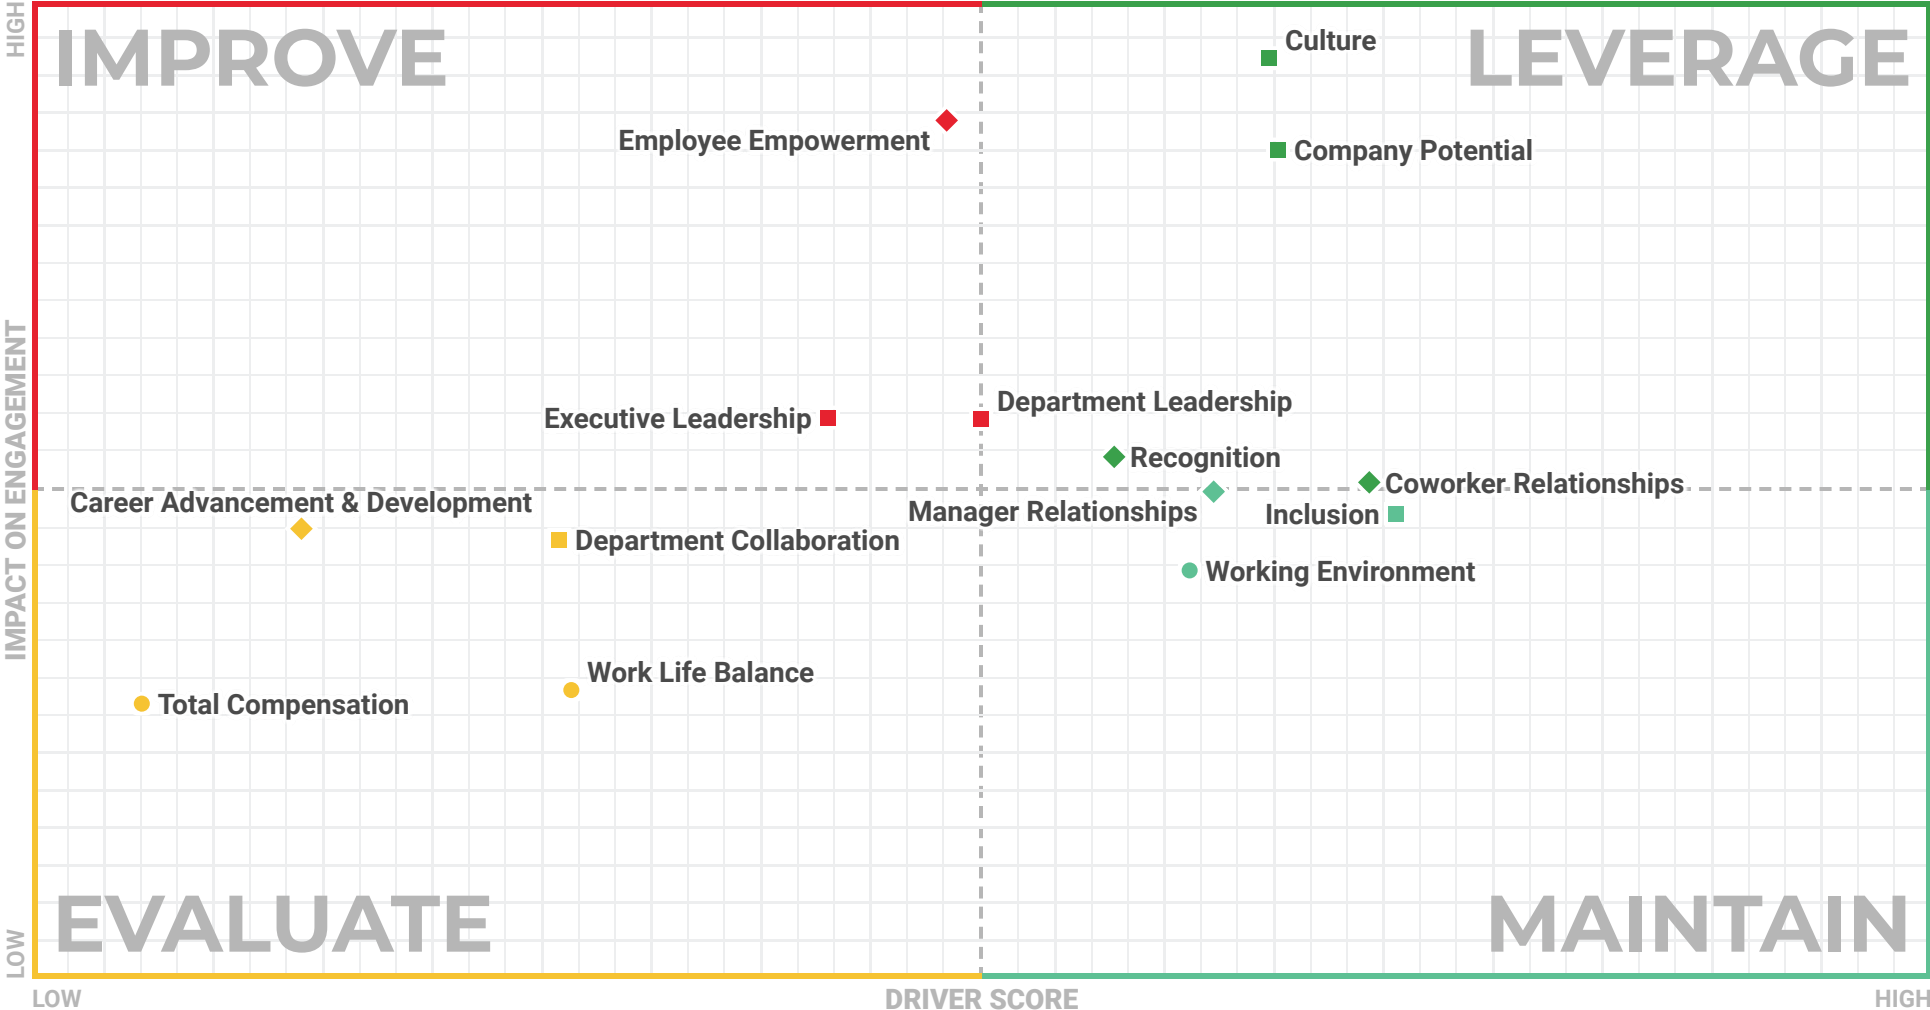 HIGH
IMPROVE
Culture
LEVERAGE
Employee Empowerment
Company Potential
IMPACT ON ENGAGEMENT
Department Leadership
Executive Leadership
Recognition
Coworker Relationships
Career Advancement & Development
Manager Relationships
Inclusion
Department Collaboration
Working Environment
Work Life Balance
Total Compensation
EVALUATE
MAINTAIN
LOW
LOW
DRIVER SCORE
HIGH